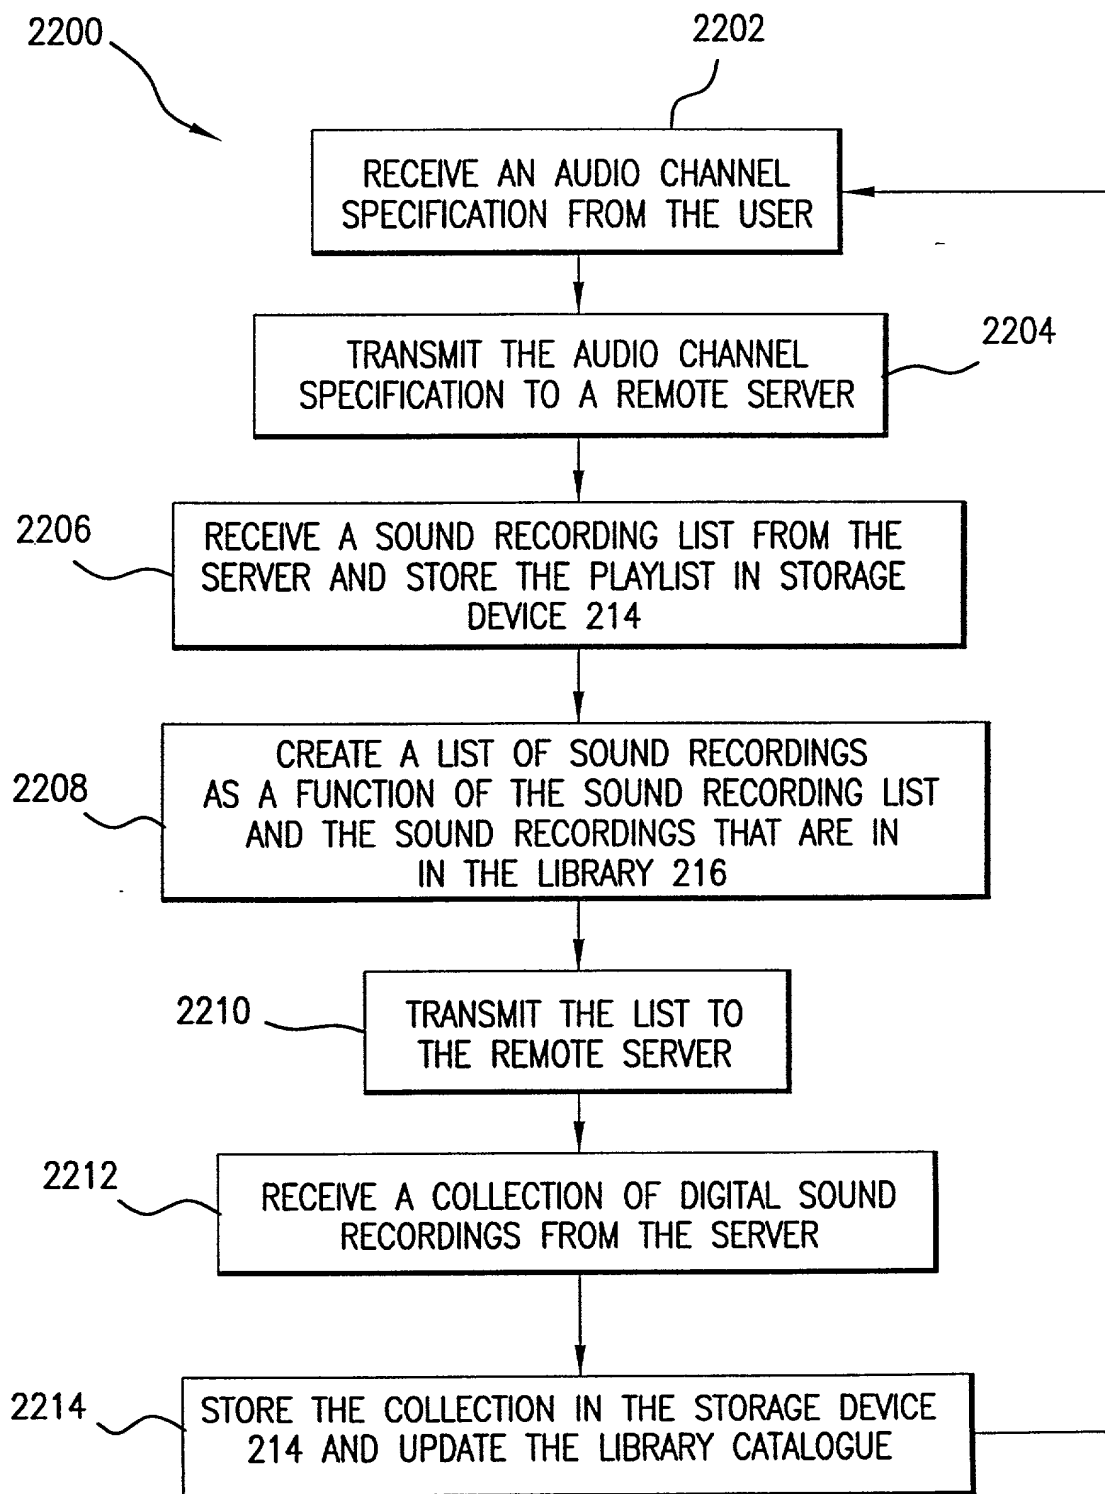 2200
2202
RECEIVE AN AUDIO CHANNEL
SPECIFICATION FROM THE USER
TRANSMIT THE AUDIO CHANNEL
SPECIFICATION TO A REMOTE SERVER
2204
2206
RECEIVE A SOUND RECORDING LIST FROM THE
SERVER AND STORE THE PLAYLIST IN STORAGE
DEVICE 214
2208
CREATE A LIST OF SOUND RECORDINGS
AS A FUNCTION OF THE SOUND RECORDING LIST
AND THE SOUND RECORDINGS THAT ARE IN
IN THE LIBRARY 216
2210
TRANSMIT THE LIST TO
THE REMOTE SERVER
2212
RECEIVE A COLLECTION OF DIGITAL SOUND
RECORDINGS FROM THE SERVER
2214
STORE THE COLLECTION IN THE STORAGE DEVICE
214 AND UPDATE THE LIBRARY CATALOGUE